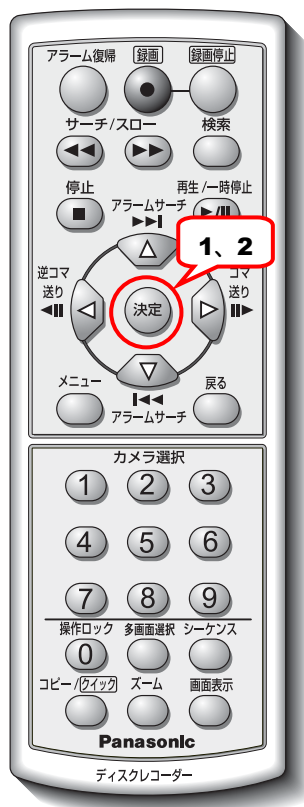 アラーム復帰 録画 録画停止
サーチ/スロー 検索
停止 再生/一時停止
アラームサーチ
1、2
逆コマ
送り
コマ
送り
決定
メニュー 戻る
アラームサーチ
カメラ選択
1 2 3
4 5 6
7 8 9
操作ロック 多画面選択 シーケンス
0
コピー/クイック ズーム 画面表示
Panasonic
ディスクレコーダー